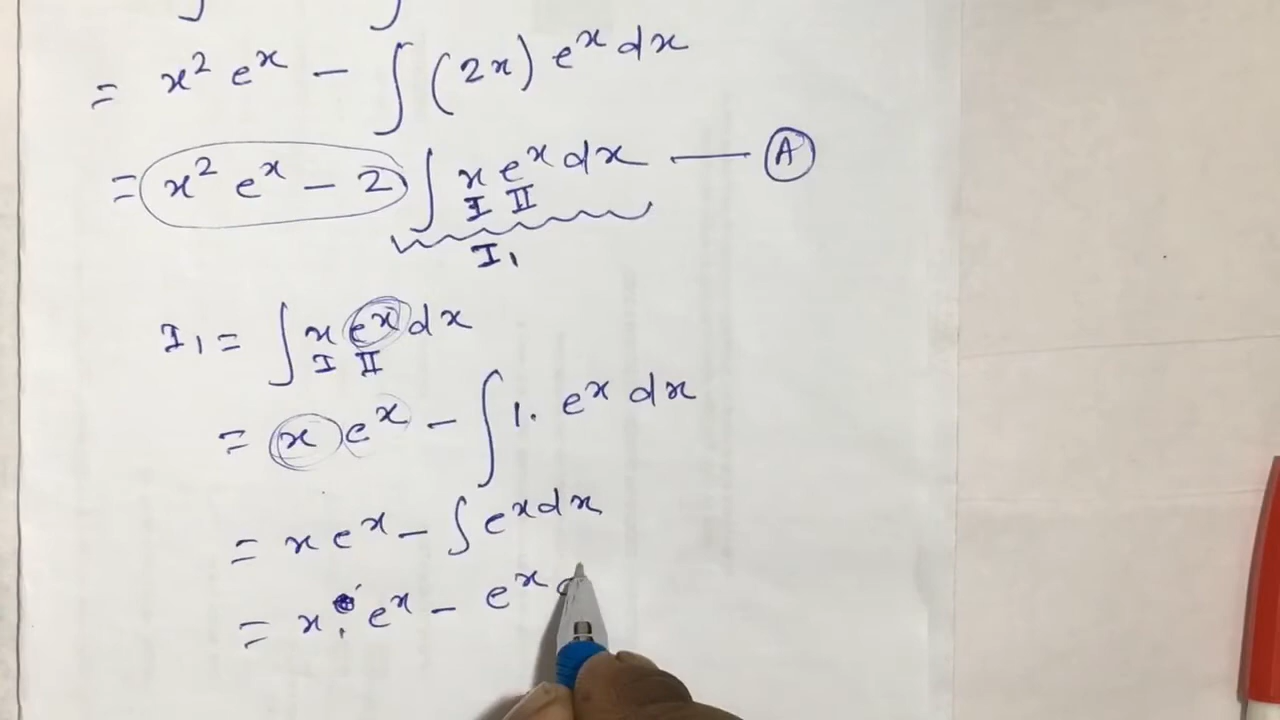 = x² eˣ - ∫ (2x) eˣ dx
= x² eˣ - 2 ∫ x eˣ dx — A
I II
I₁
I₁ = ∫ x eˣ dx
I II
= x eˣ - ∫ 1. eˣ dx
= x eˣ - ∫ eˣ dx
= x . eˣ - eˣ